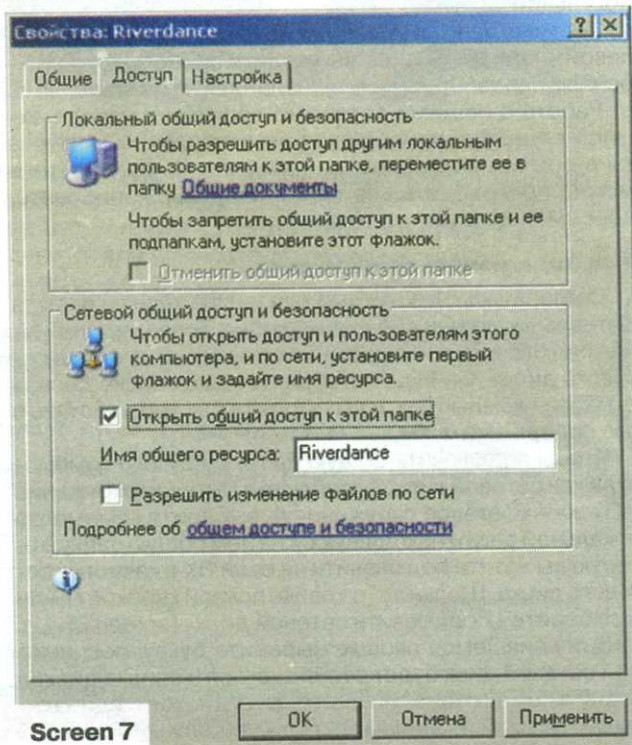 Свойства: Riverdance
Общие Доступ Настройка
Локальный общий доступ и безопасность
Чтобы разрешить доступ другим локальным
пользователям к этой папке, переместите ее в
папку Общие документы
Чтобы запретить общий доступ к этой папке и ее
подпапкам, установите этот флажок.
Отменить общий доступ к этой папке
Сетевой общий доступ и безопасность
Чтобы открыть доступ и пользователям этого
компьютера, и по сети, установите первый
флажок и задайте имя ресурса.
Открыть общий доступ к этой папке
Имя общего ресурса: Riverdance
Разрешить изменение файлов по сети
Подробнее об общем доступе и безопасности
OK Отмена Применить
Screen 7